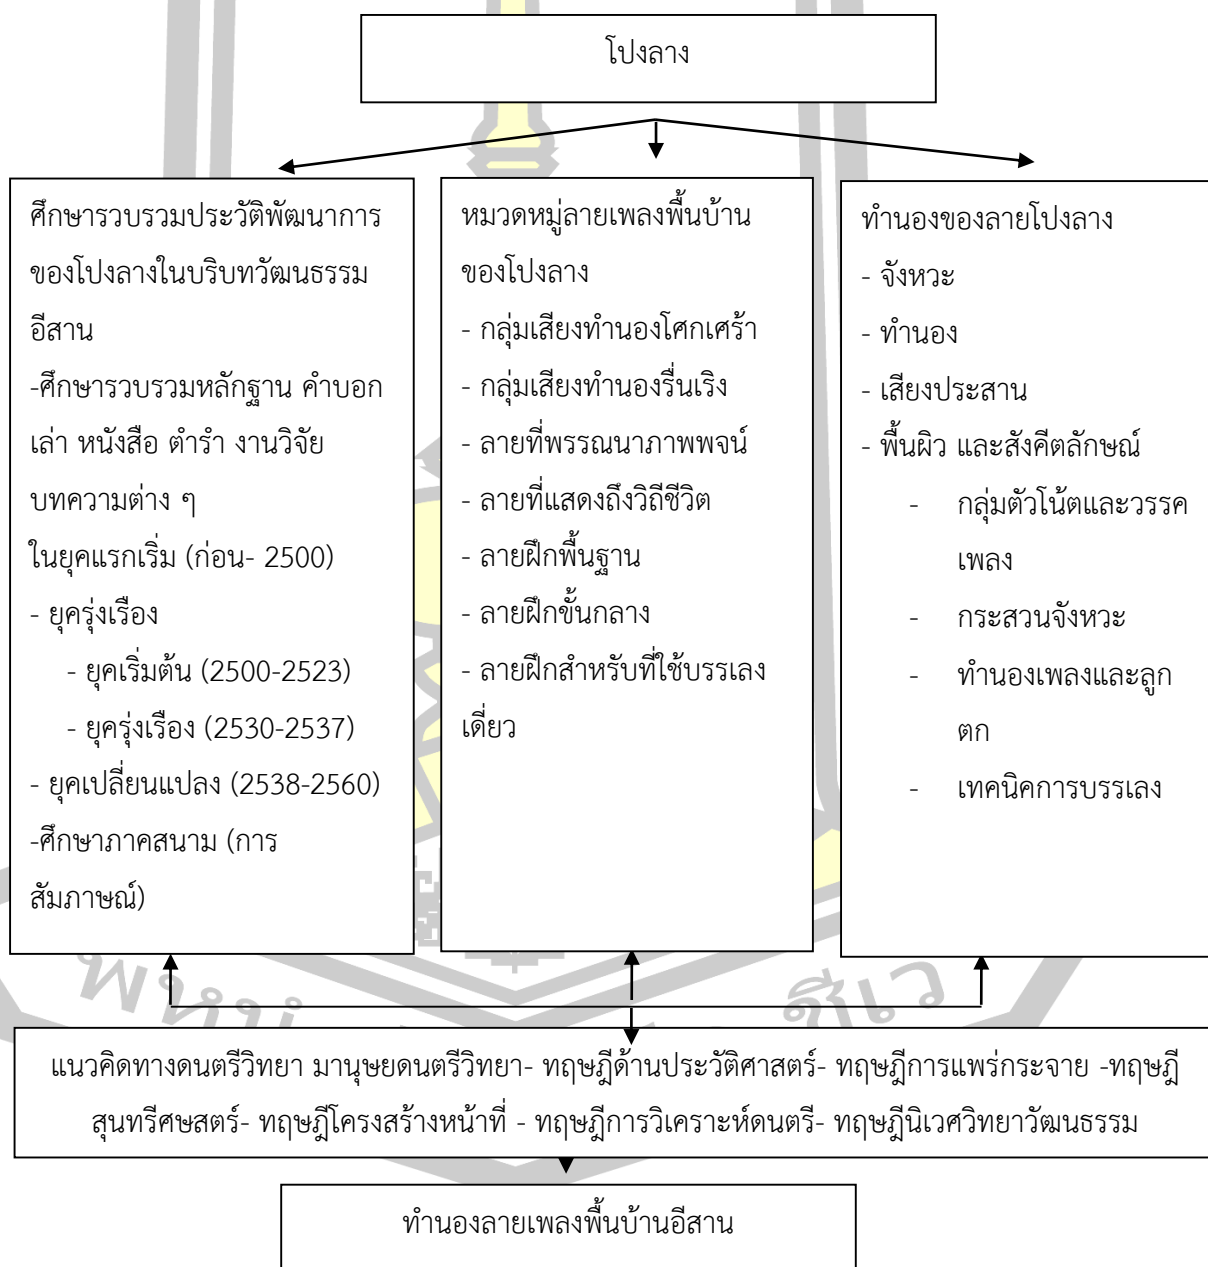 โปงลาง
ศึกษารวบรวมประวัติพัฒนาการ
ของโปงลางในบริบทวัฒนธรรม
อีสาน
-ศึกษารวบรวมหลักฐาน คำบอก
เล่า หนังสือ ตำรำ งานวิจัย
บทความต่าง ๆ
ในยุคแรกเริ่ม (ก่อน- 2500)
- ยุครุ่งเรือง
- ยุคเริ่มต้น (2500-2523)
- ยุครุ่งเรือง (2530-2537)
- ยุคเปลี่ยนแปลง (2538-2560)
-ศึกษาภาคสนาม (การ
สัมภาษณ์)
หมวดหมู่ลายเพลงพื้นบ้าน
ของโปงลาง
- กลุ่มเสียงทำนองโศกเศร้า
- กลุ่มเสียงทำนองรื่นเริง
- ลายที่พรรณนาภาพพจน์
- ลายที่แสดงถึงวิถีชีวิต
- ลายฝึกพื้นฐาน
- ลายฝึกขั้นกลาง
- ลายฝึกสำหรับที่ใช้บรรเลง
เดี่ยว
ทำนองของลายโปงลาง
- จังหวะ
- ทำนอง
- เสียงประสาน
- พื้นผิว และสังคีตลักษณ์
- กลุ่มตัวโน้ตและวรรค
เพลง
- กระสวนจังหวะ
- ทำนองเพลงและลูก
ตก
- เทคนิคการบรรเลง
พหุนํ
ชีเว
แนวคิดทางดนตรีวิทยา มานุษยดนตรีวิทยา- ทฤษฎีด้านประวัติศาสตร์- ทฤษฎีการแพร่กระจาย -ทฤษฎี
สุนทรีศษสตร์- ทฤษฎีโครงสร้างหน้าที่ - ทฤษฎีการวิเคราะห์ดนตรี- ทฤษฎีนิเวศวิทยาวัฒนธรรม
ทำนองลายเพลงพื้นบ้านอีสาน